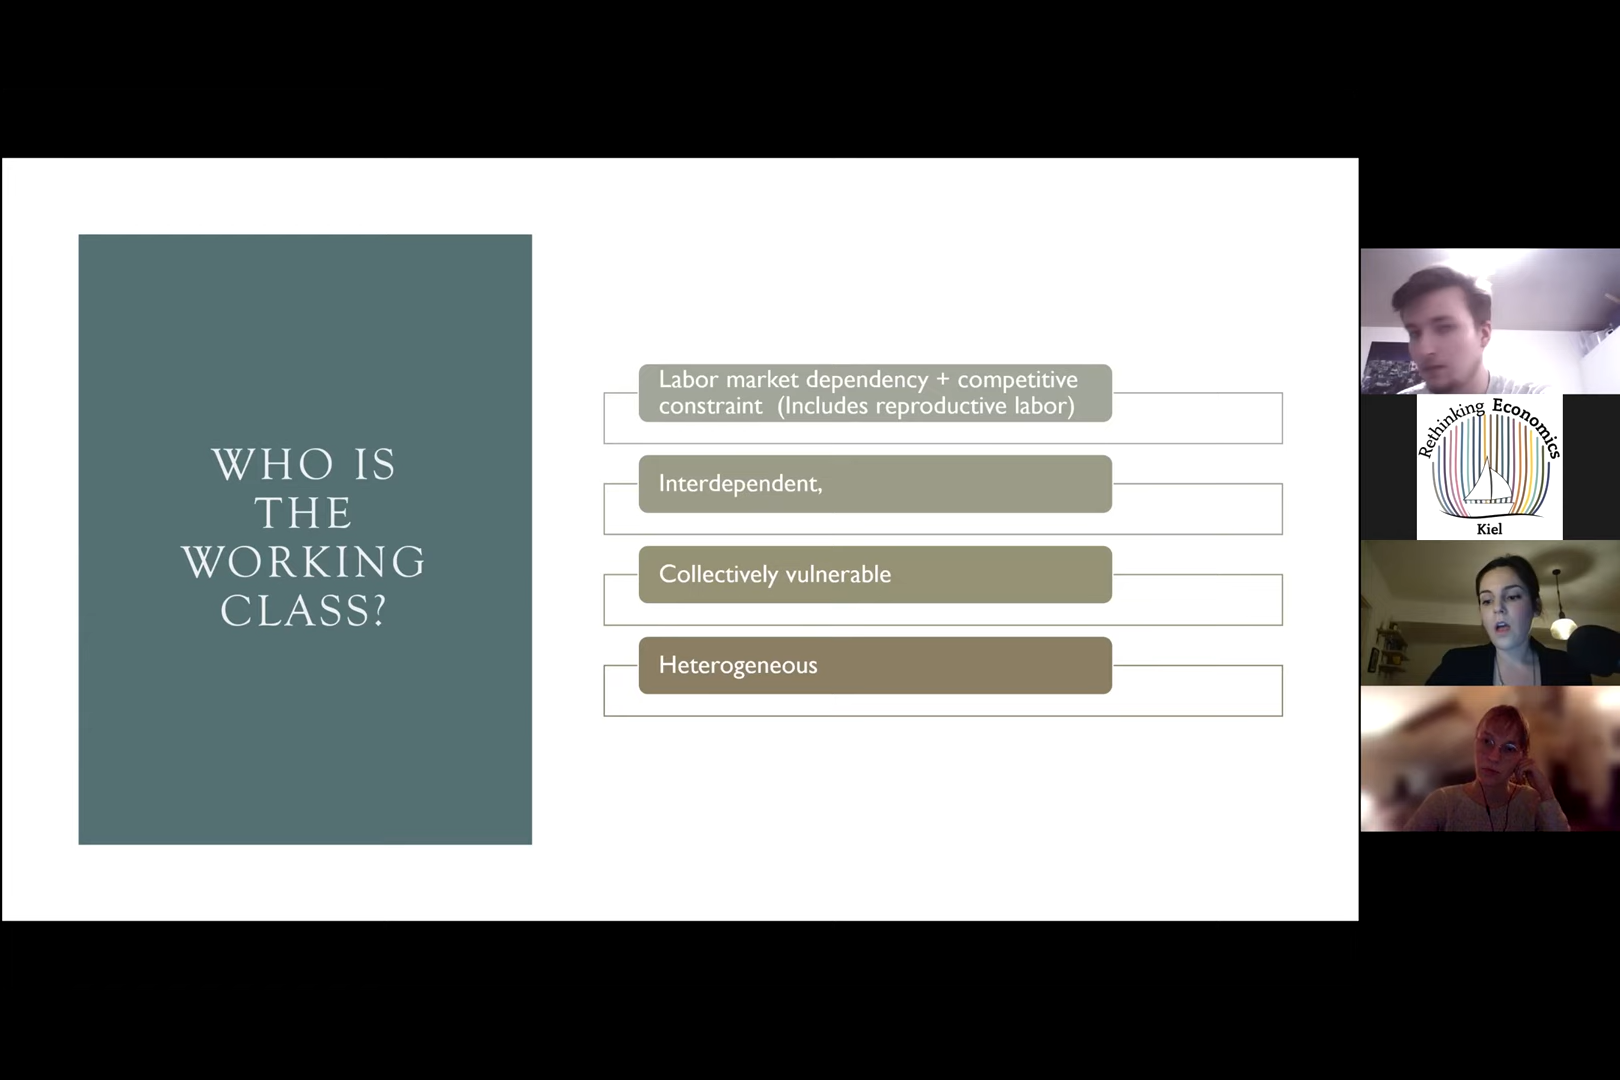 WHO IS
THE
WORKING
CLASS?
Labor market dependency + competitive
constraint  (Includes reproductive labor)
Interdependent,
Collectively vulnerable
Heterogeneous
Rethinking Economics
Kiel